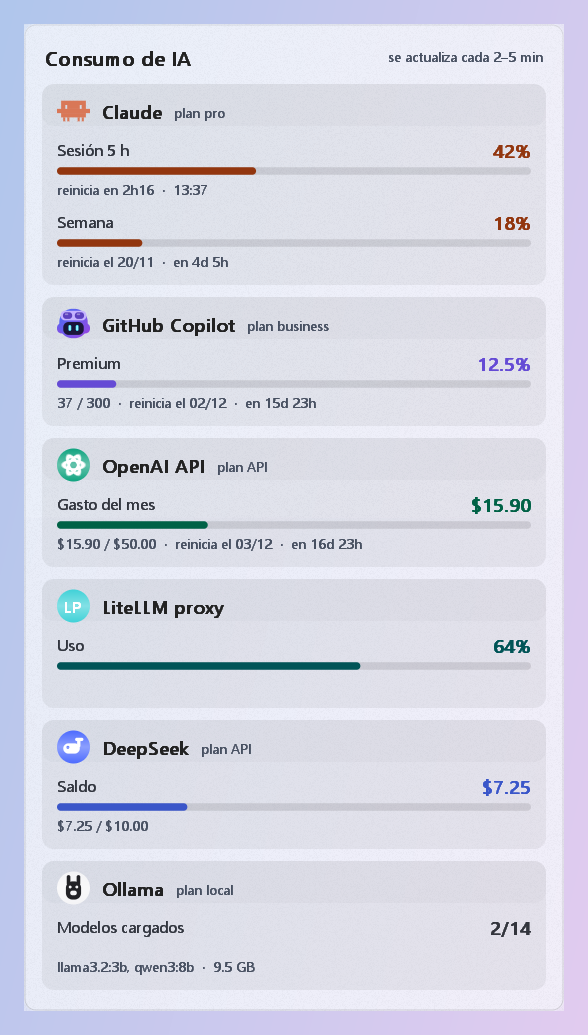 Consumo de IA
se actualiza cada 2–5 min
Claude plan pro
Sesión 5 h 42%
reinicia en 2h16 · 13:37
Semana 18%
reinicia el 20/11 · en 4d 5h
GitHub Copilot plan business
Premium 12.5%
37 / 300 · reinicia el 02/12 · en 15d 23h
OpenAI API plan API
Gasto del mes $15.90
$15.90 / $50.00 · reinicia el 03/12 · en 16d 23h
LP LiteLLM proxy
Uso 64%
DeepSeek plan API
Saldo $7.25
$7.25 / $10.00
Ollama plan local
Modelos cargados 2/14
llama3.2:3b, qwen3:8b · 9.5 GB